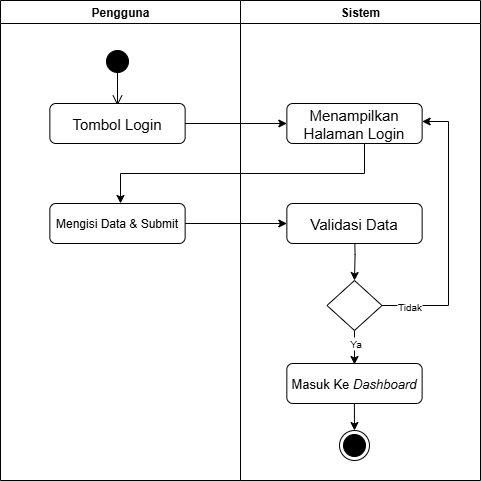 Pengguna
Sistem
Tombol Login
Menampilkan
Halaman Login
Mengisi Data & Submit
Validasi Data
Tidak
Ya
Masuk Ke Dashboard